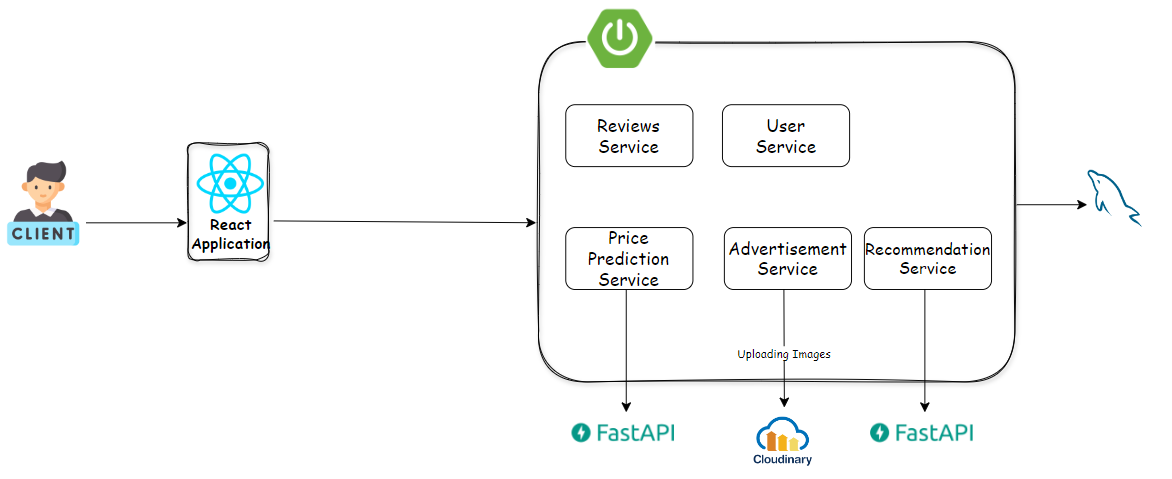 CLIENT
React
Application
Reviews
Service
User
Service
Price
Prediction
Service
Advertisement
Service
Recommendation
Service
Uploading Images
FastAPI
Cloudinary
FastAPI